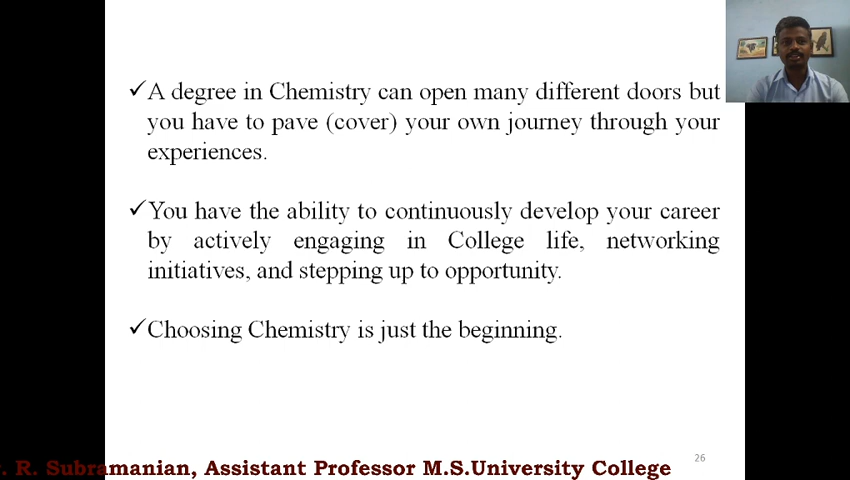 ✓A degree in Chemistry can open many different doors but
you have to pave (cover) your own journey through your
experiences.
✓You have the ability to continuously develop your career
by actively engaging in College life, networking
initiatives, and stepping up to opportunity.
✓Choosing Chemistry is just the beginning.
26
. R. Subramanian, Assistant Professor M.S.University College